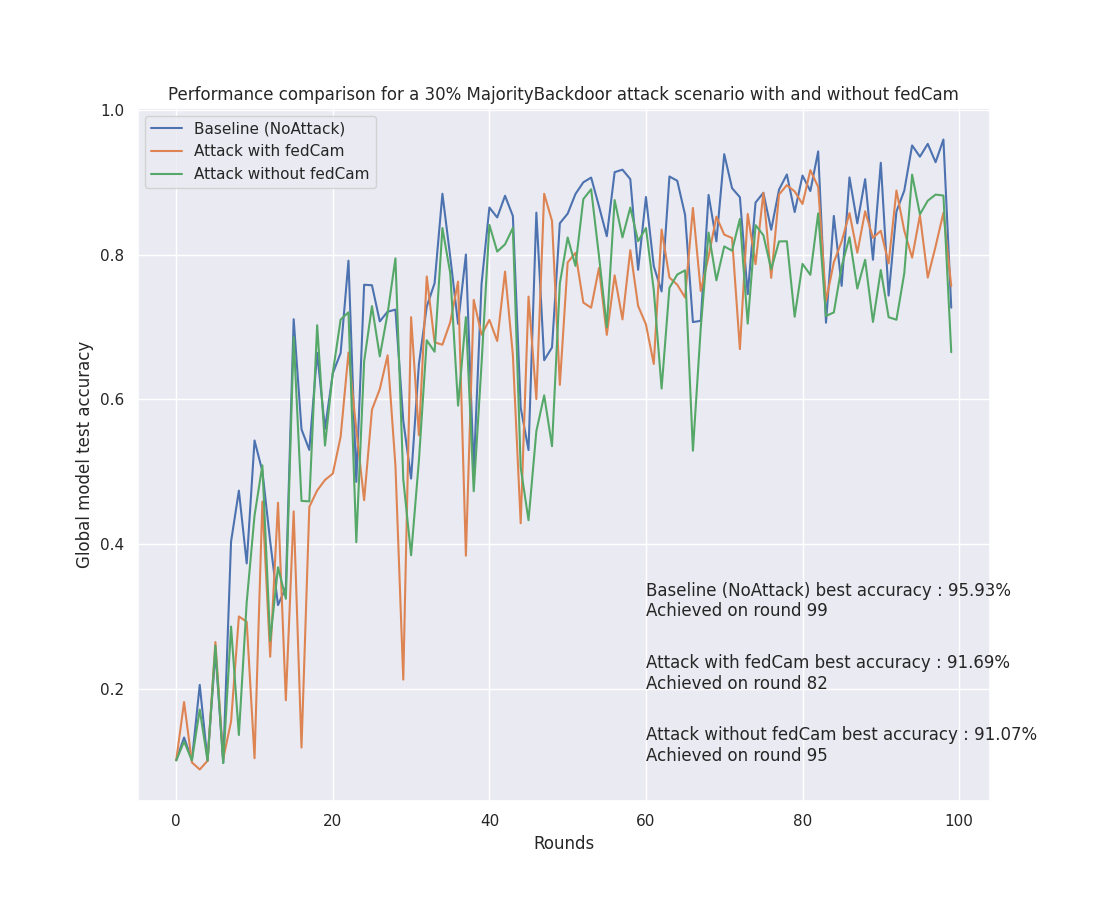 Performance comparison for a 30% MajorityBackdoor attack scenario with and without fedCam
1.0
0.8
0.6
0.4
0.2
Global model test accuracy
Baseline (NoAttack)
Attack with fedCam
Attack without fedCam
Baseline (NoAttack) best accuracy : 95.93%
Achieved on round 99
Attack with fedCam best accuracy : 91.69%
Achieved on round 82
Attack without fedCam best accuracy : 91.07%
Achieved on round 95
0
20
40
60
80
100
Rounds